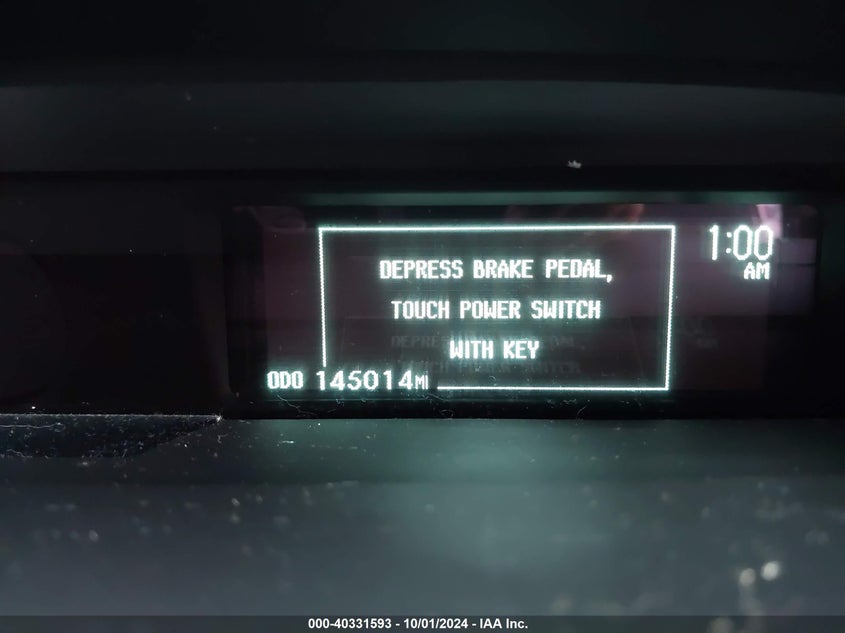 1:00
AM
DEPRESS BRAKE PEDAL,
TOUCH POWER SWITCH
WITH KEY
ODO 145014MI
000-40331593 - 10/01/2024 - IAA Inc.